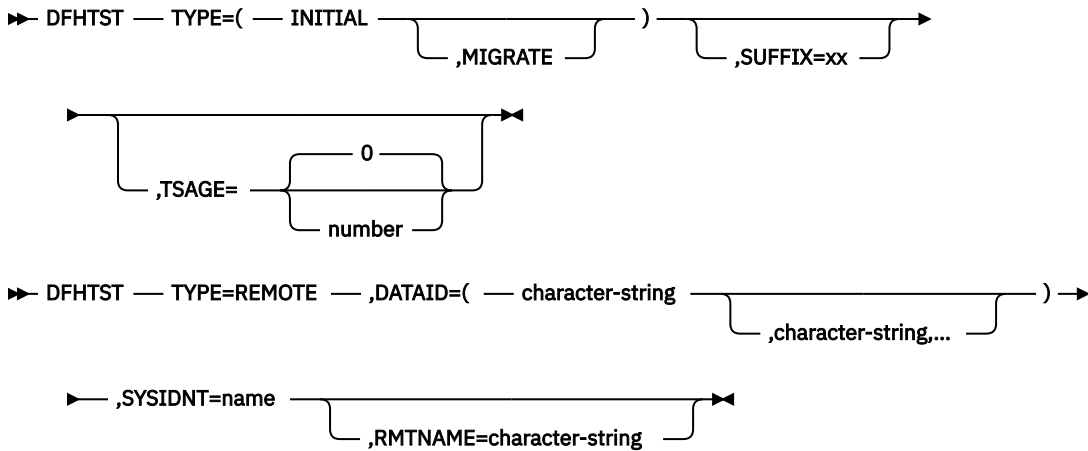 DFHTST TYPE=( INITIAL )
,MIGRATE ,SUFFIX=xx
0
,TSAGE=
number
DFHTST TYPE=REMOTE ,DATAID=( character-string )
,character-string,...
,SYSIDNT=name
,RMTNAME=character-string